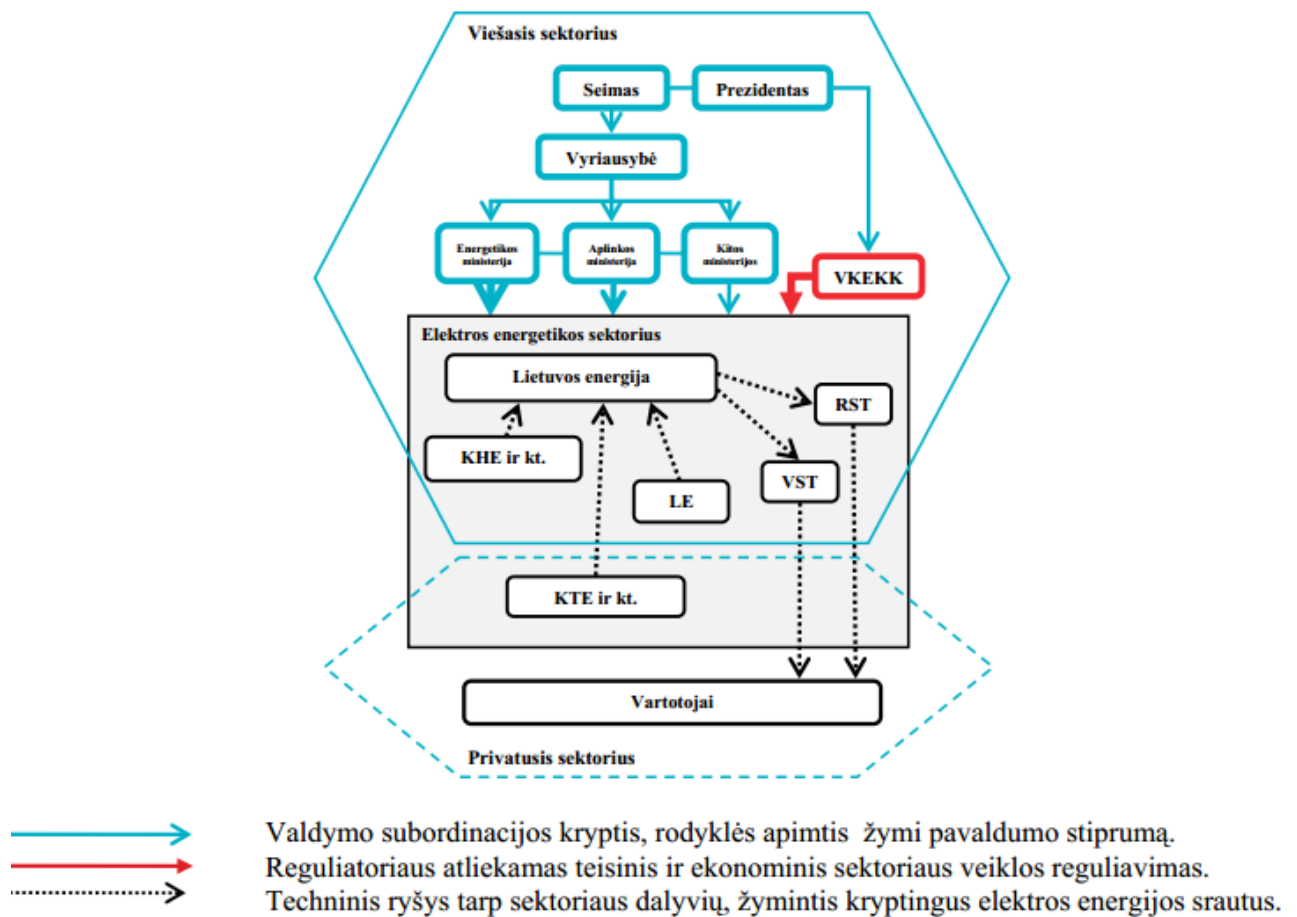 Viešasis sektorius
Seimas
Prezidentas
Vyriausybė
Energetikos
ministerija
Aplinkos
ministerija
Kitos
ministerijos
VKEKK
Elektros energetikos sektorius
Lietuvos energija
RST
KHE ir kt.
VST
LE
KTE ir kt.
Vartotojai
Privatusis sektorius
Valdymo subordinacijos kryptis, rodyklės apimtis žymi pavaldumo stiprumą.
Reguliatoriaus atliekamas teisinis ir ekonominis sektoriaus veiklos reguliavimas.
Techninis ryšys tarp sektoriaus dalyvių, žymintis kryptingus elektros energijos srautus.